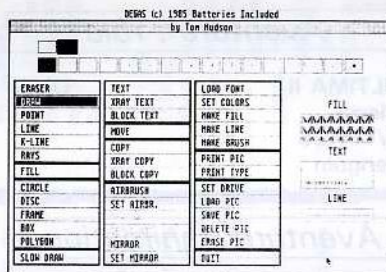 DEGAS (c) 1985 Batteries Included
by Tom Hudson
ERASER
DRAW
POINT
LINE
K-LINE
RAYS
FILL
CIRCLE
DISC
FRAME
BOX
POLYGON
SLOW DRAW
TEXT
XRAY TEXT
BLOCK TEXT
MOVE
COPY
XRAY COPY
BLOCK COPY
AIRBRUSH
SET AIRBR.
MIRROR
SET MIRROR
LOAD FONT
SET COLORS
MAKE FILL
MAKE LINE
MAKE BRUSH
PRINT PIC
PRINT TYPE
SET DRIVE
LOAD PIC
SAVE PIC
DELETE PIC
ERASE PIC
QUIT
FILL
TEXT
LINE